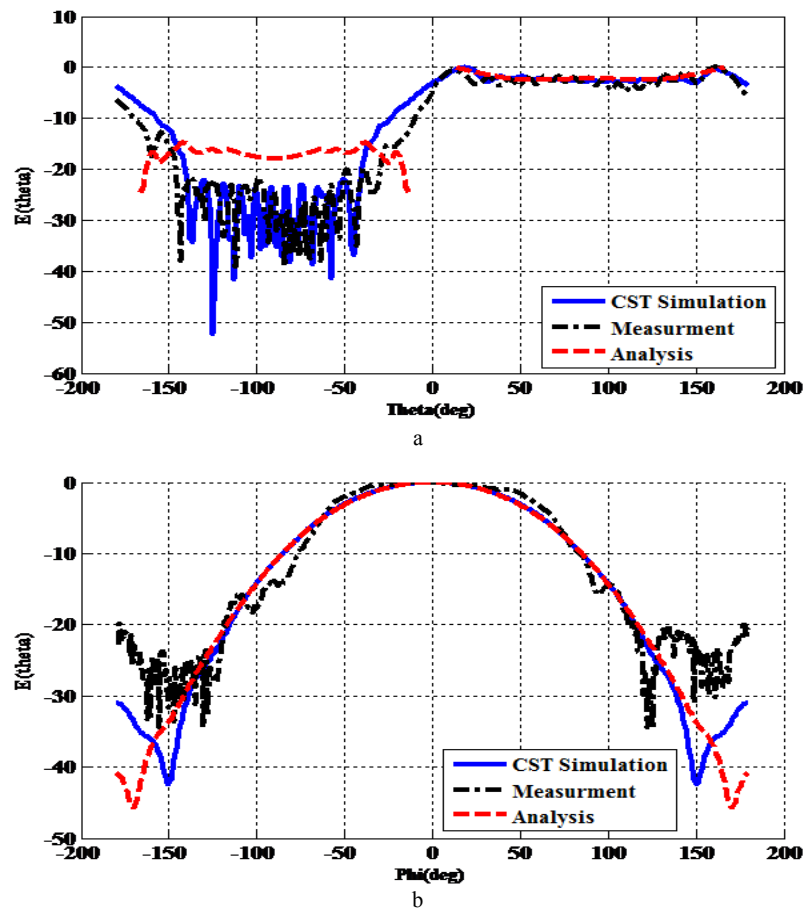 10
0
-10
-20
-30
-40
-50
-60
E(theta)
CST Simulation
Measurment
Analysis
-200 -150 -100 -50 0 50 100 150 200
Theta(deg)
a
0
-10
-20
-30
-40
-50
E(theta)
CST Simulation
Measurment
Analysis
-200 -150 -100 -50 0 50 100 150 200
Phi(deg)
b